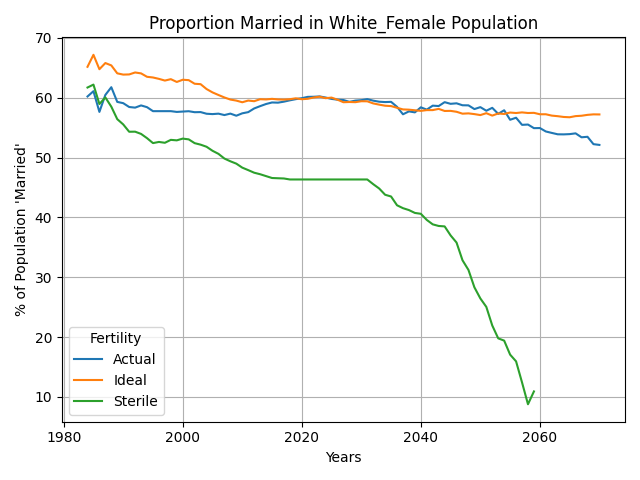 Proportion Married in White_Female Population
% of Population 'Married'
70
60
50
40
30
20
10
Fertility
Actual
Ideal
Sterile
1980
2000
2020
2040
2060
Years